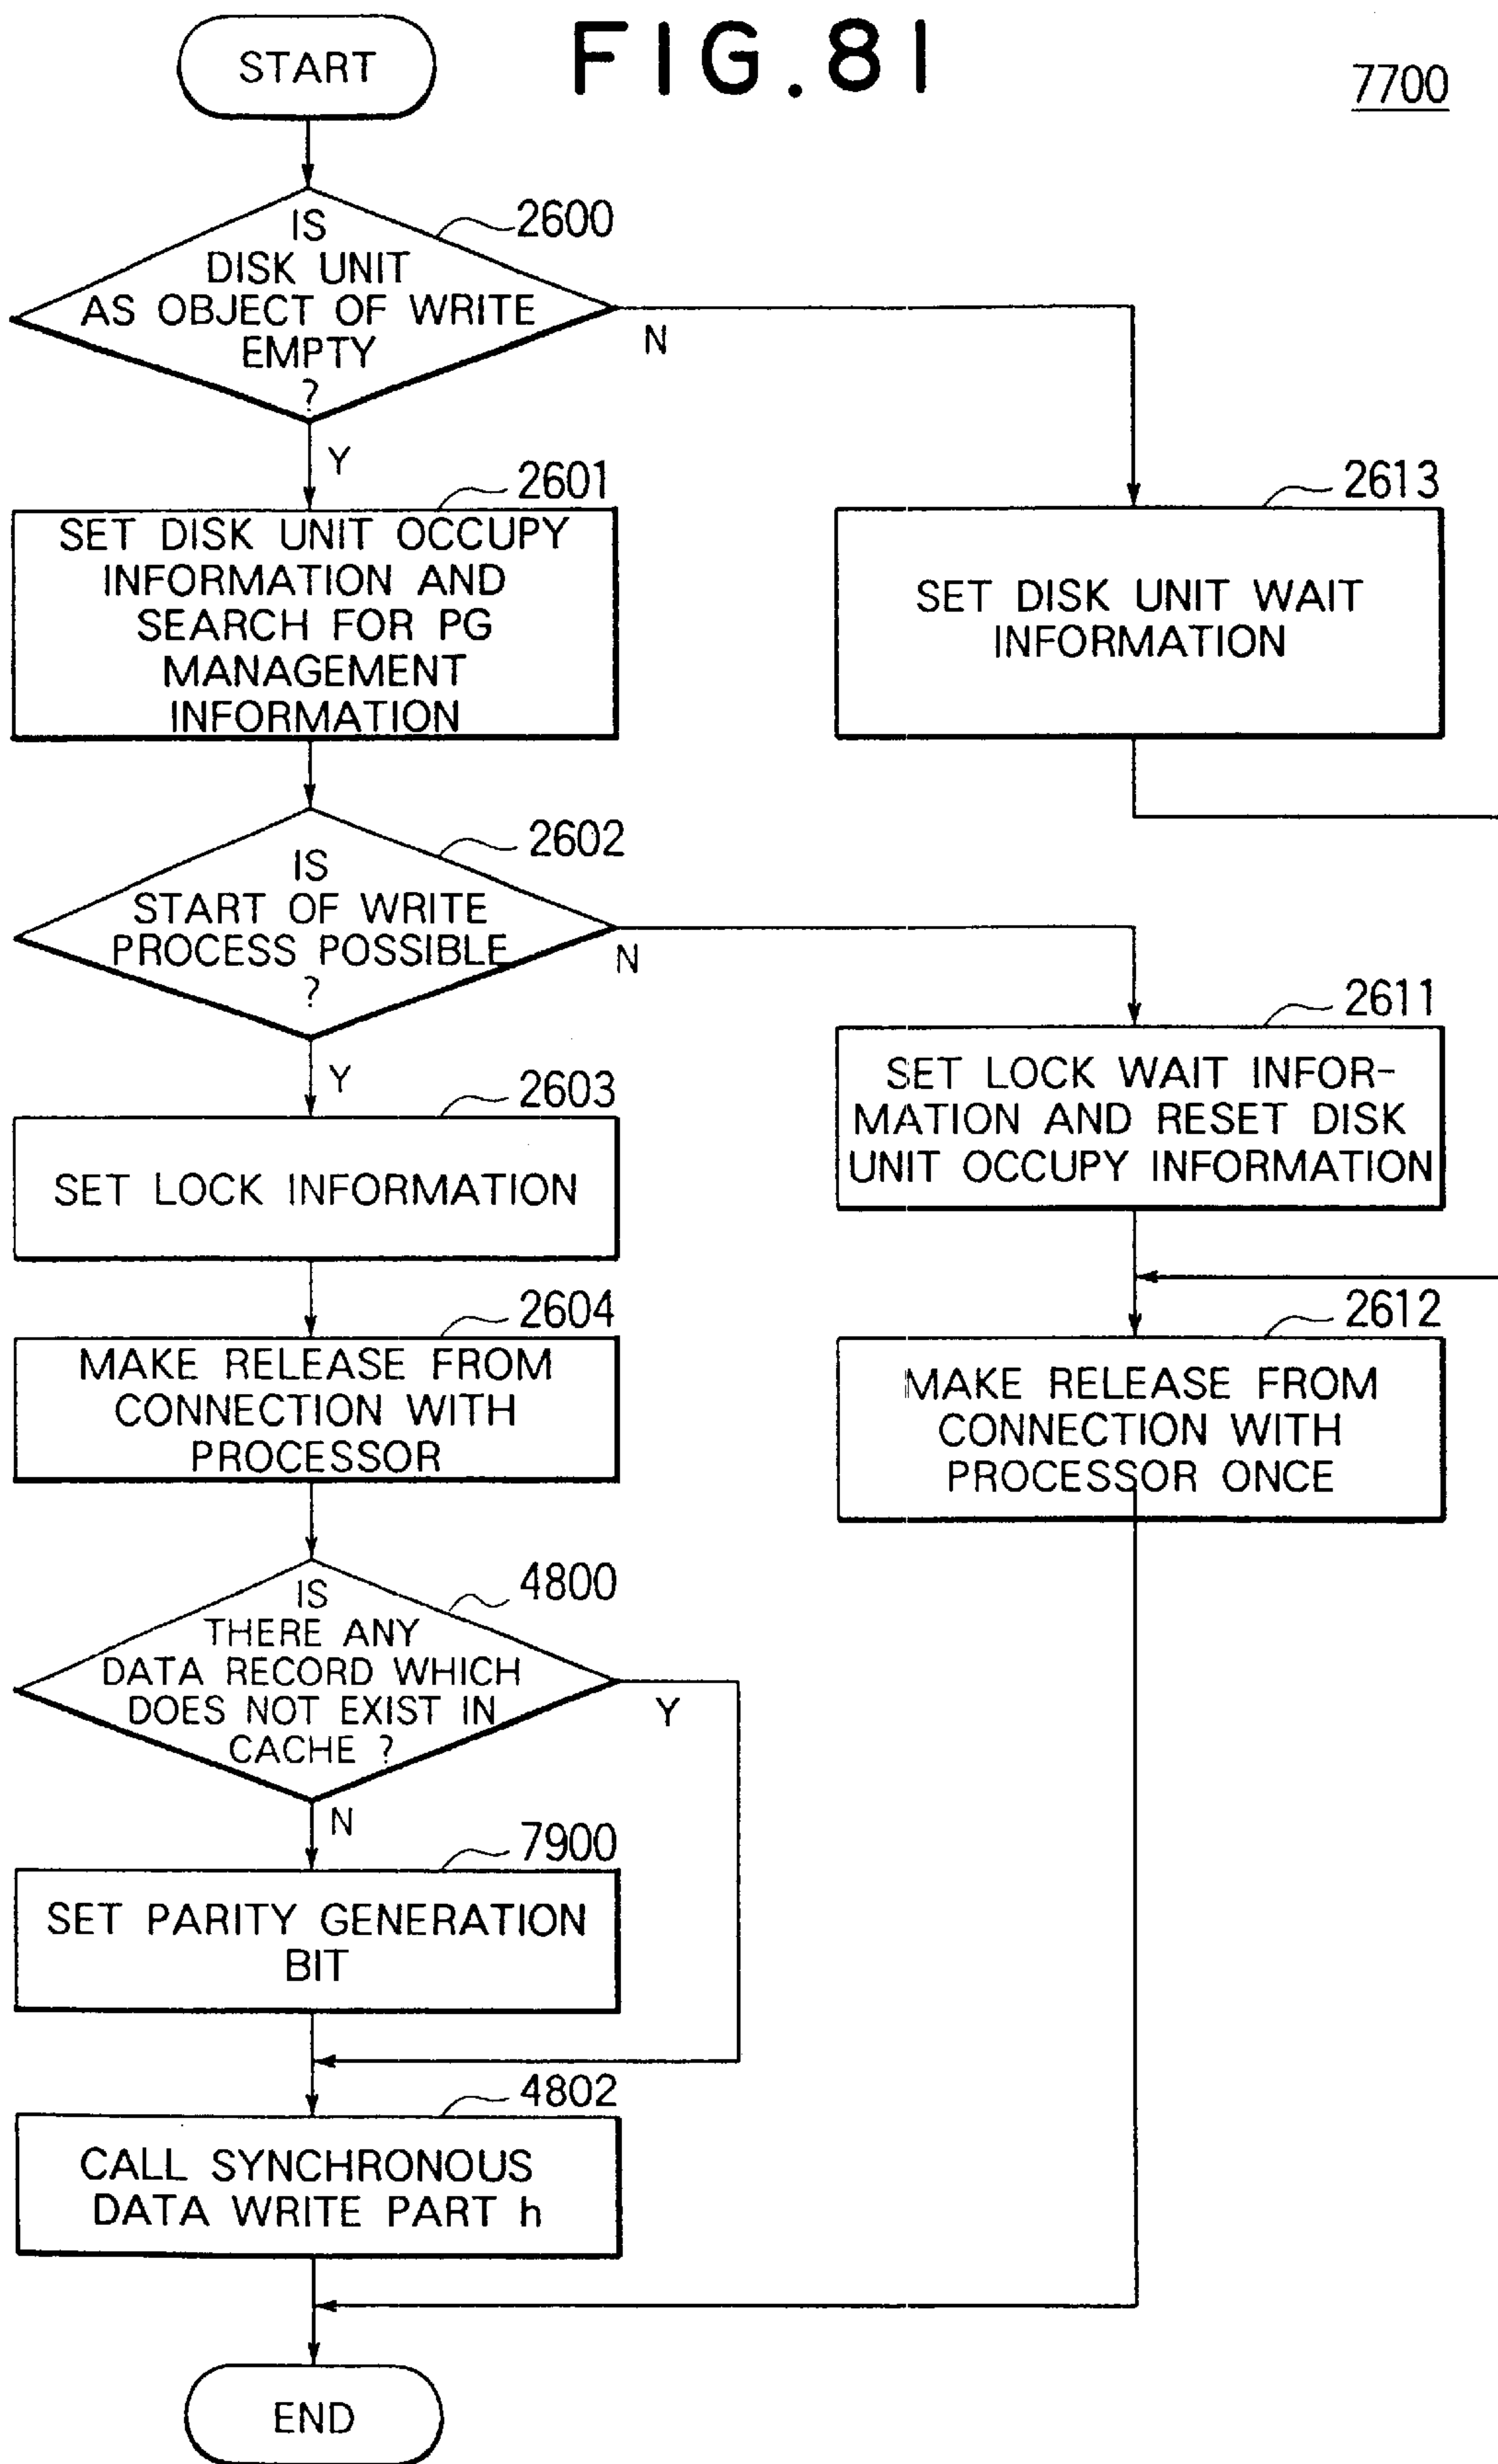 FIG.81
7700
START
2600
IS
DISK UNIT
AS OBJECT OF WRITE
EMPTY
?
N
Y
2601
SET DISK UNIT OCCUPY
INFORMATION AND
SEARCH FOR PG
MANAGEMENT
INFORMATION
2613
SET DISK UNIT WAIT
INFORMATION
2602
IS
START OF WRITE
PROCESS POSSIBLE
?
N
Y
2603
SET LOCK INFORMATION
2611
SET LOCK WAIT INFOR-
MATION AND RESET DISK
UNIT OCCUPY INFORMATION
2604
MAKE RELEASE FROM
CONNECTION WITH
PROCESSOR
2612
MAKE RELEASE FROM
CONNECTION WITH
PROCESSOR ONCE
4800
IS
THERE ANY
DATA RECORD WHICH
DOES NOT EXIST IN
CACHE ?
Y
N
7900
SET PARITY GENERATION
BIT
4802
CALL SYNCHRONOUS
DATA WRITE PART h
END